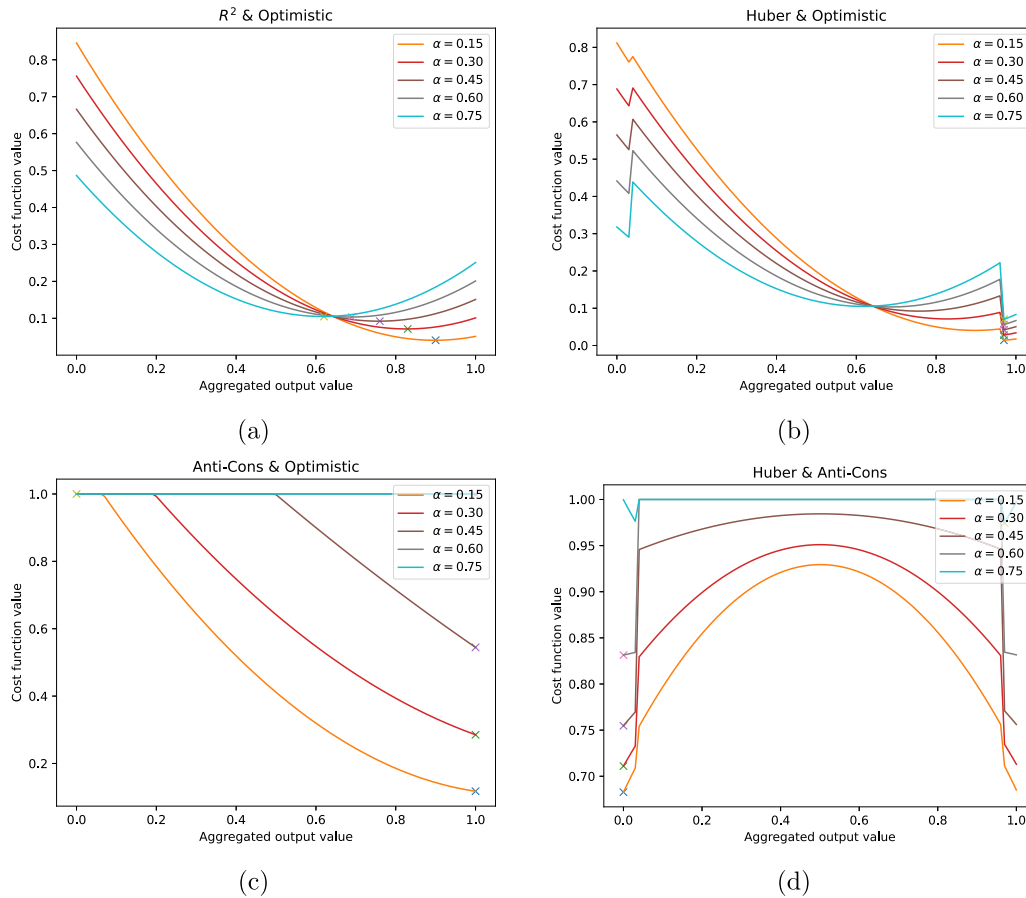 R² & Optimistic
Cost function value
0.8
0.7
0.6
0.5
0.4
0.3
0.2
0.1
0.0 0.2 0.4 0.6 0.8 1.0
Aggregated output value
α = 0.15
α = 0.30
α = 0.45
α = 0.60
α = 0.75
(a)
Huber & Optimistic
Cost function value
0.8
0.7
0.6
0.5
0.4
0.3
0.2
0.1
0.0
0.0 0.2 0.4 0.6 0.8 1.0
Aggregated output value
α = 0.15
α = 0.30
α = 0.45
α = 0.60
α = 0.75
(b)
Anti-Cons & Optimistic
Cost function value
1.0
0.8
0.6
0.4
0.2
0.0 0.2 0.4 0.6 0.8 1.0
Aggregated output value
α = 0.15
α = 0.30
α = 0.45
α = 0.60
α = 0.75
(c)
Huber & Anti-Cons
Cost function value
1.00
0.95
0.90
0.85
0.80
0.75
0.70
0.0 0.2 0.4 0.6 0.8 1.0
Aggregated output value
α = 0.15
α = 0.30
α = 0.45
α = 0.60
α = 0.75
(d)